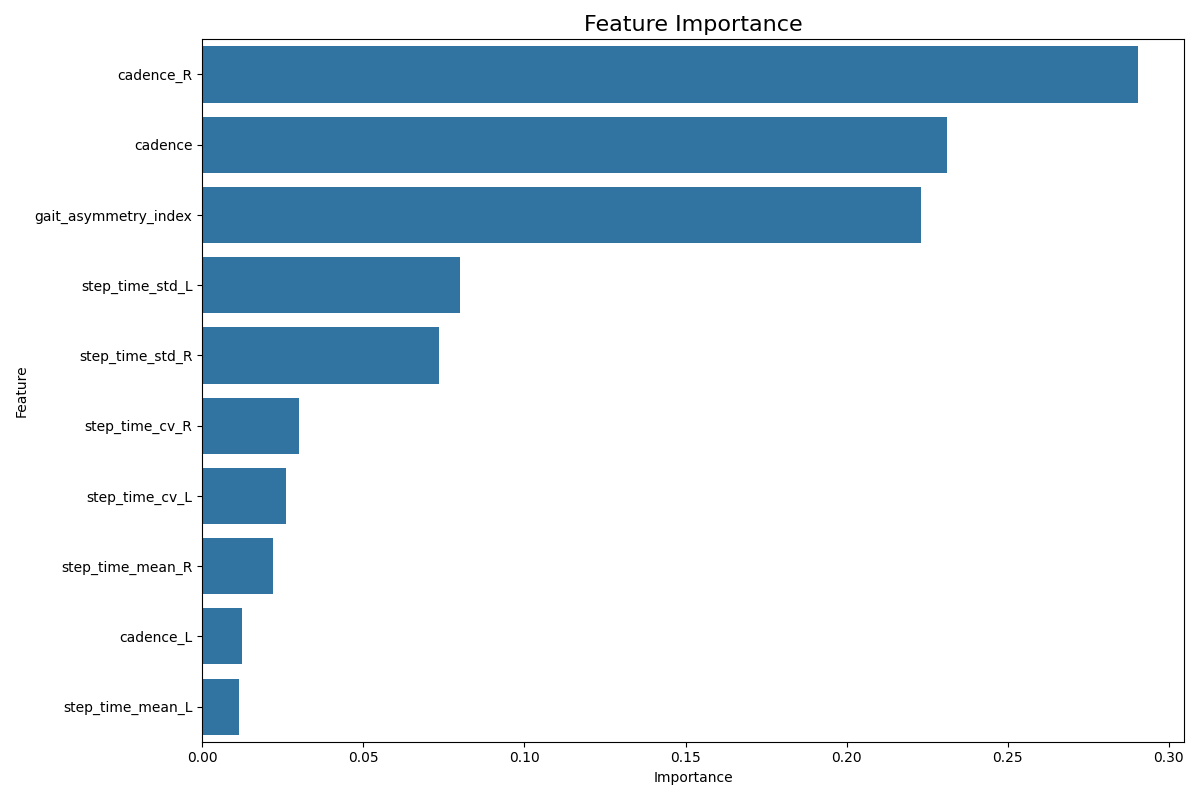 Feature Importance
cadence_R
cadence
gait_asymmetry_index
step_time_std_L
step_time_std_R
step_time_cv_R
step_time_cv_L
step_time_mean_R
cadence_L
step_time_mean_L
Feature
0.00 0.05 0.10 0.15 0.20 0.25 0.30
Importance